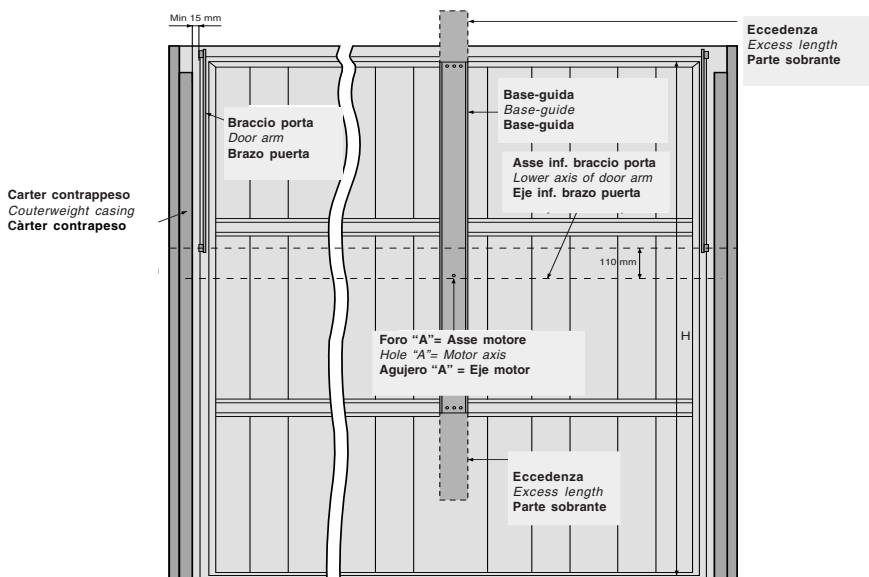 Min 15 mm
Eccedenza
Excess length
Parte sobrante
Base-guida
Base-guide
Base-guida
Braccio porta
Door arm
Brazo puerta
Asse inf. braccio porta
Lower axis of door arm
Eje inf. brazo puerta
Carter contrappeso
Couterweight casing
Càrter contrapeso
110 mm
H
Foro “A”= Asse motore
Hole “A”= Motor axis
Agujero “A” = Eje motor
Eccedenza
Excess length
Parte sobrante